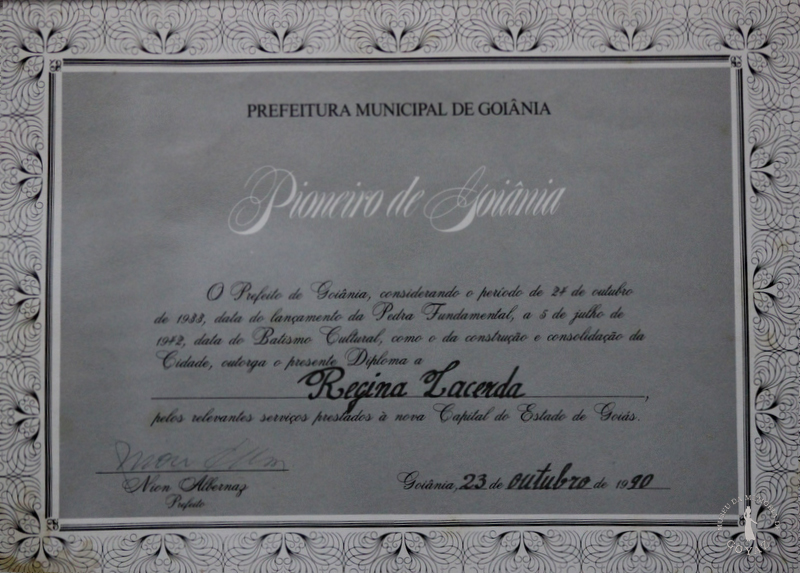 PREFEITURA MUNICIPAL DE GOIÂNIA
Pioneiro de Goiânia
O Prefeito de Goiânia, considerando o período de 24 de outubro
de 1933, data do lançamento da Pedra Fundamental, a 5 de julho de
1942, data do Batismo Cultural, como o da construção e consolidação da
Cidade, outorga o presente Diploma a
Regina Lacerda,
pelos relevantes serviços prestados à nova Capital do Estado de Goiás.
Nion Albernaz
Prefeito
Goiânia, 23 de outubro de 1990